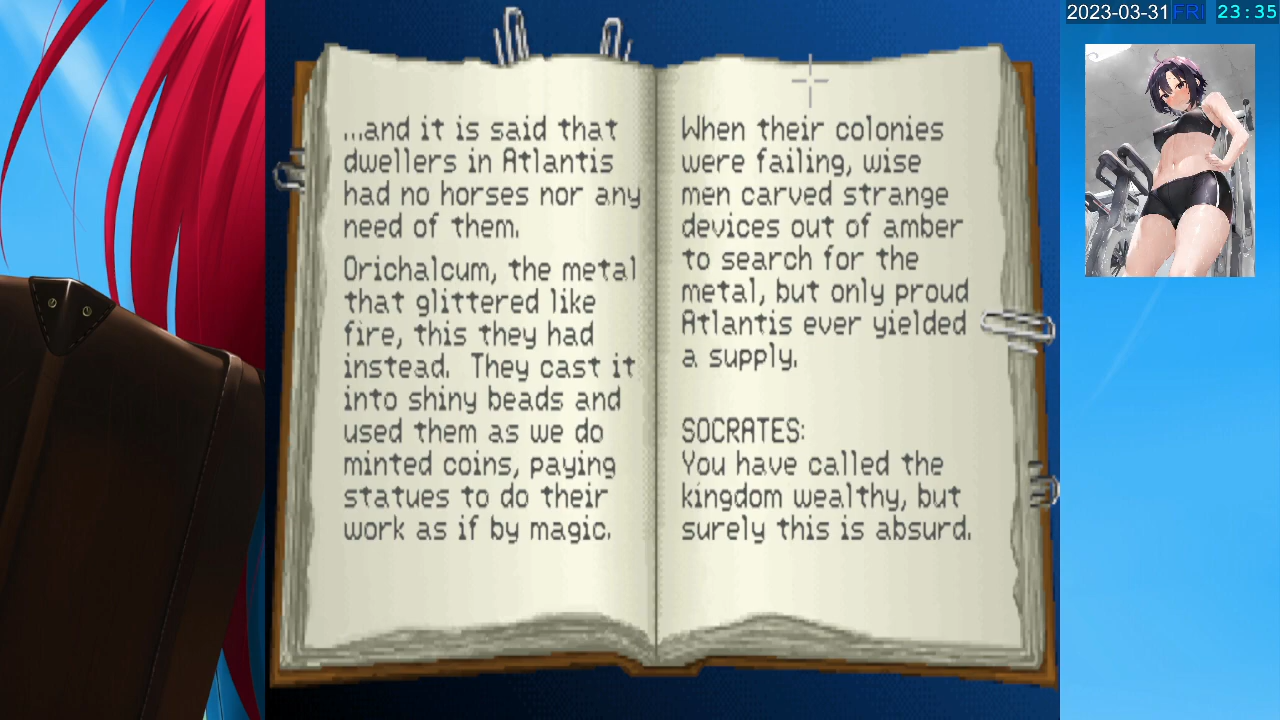 2023-03-31 FRI 23:35
...and it is said that
dwellers in Atlantis
had no horses nor any
need of them.
Orichalcum, the metal
that glittered like
fire, this they had
instead.  They cast it
into shiny beads and
used them as we do
minted coins, paying
statues to do their
work as if by magic.
When their colonies
were failing, wise
men carved strange
devices out of amber
to search for the
metal, but only proud
Atlantis ever yielded
a supply.
SOCRATES:
You have called the
kingdom wealthy, but
surely this is absurd.